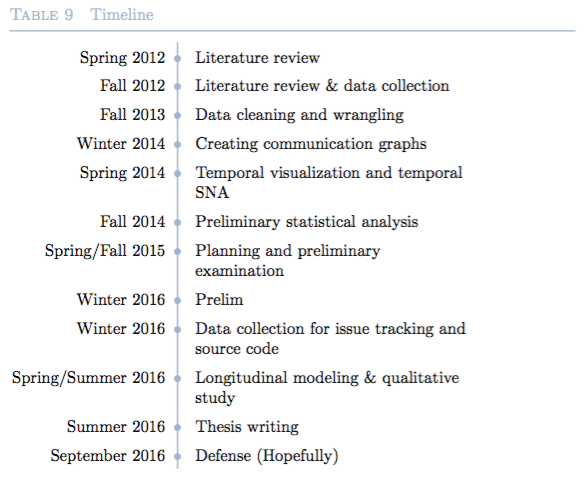 TABLE 9 Timeline
Spring 2012 Literature review
Fall 2012 Literature review & data collection
Fall 2013 Data cleaning and wrangling
Winter 2014 Creating communication graphs
Spring 2014 Temporal visualization and temporal
SNA
Fall 2014 Preliminary statistical analysis
Spring/Fall 2015 Planning and preliminary
examination
Winter 2016 Prelim
Winter 2016 Data collection for issue tracking and
source code
Spring/Summer 2016 Longitudinal modeling & qualitative
study
Summer 2016 Thesis writing
September 2016 Defense (Hopefully)